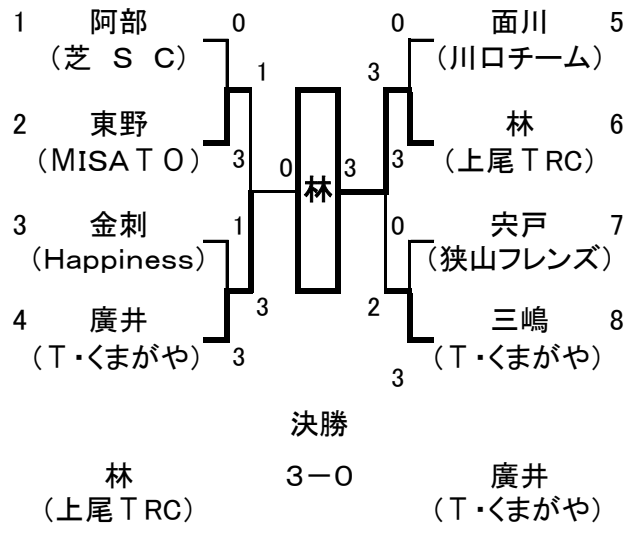 1 阿部 0 0 面川 5
（芝 ＳＣ） 1 3 （川口チーム）
2 東野 林 6
（MISATO） 3 0 林 3 3 （上尾TRC）
3 金刺 1 0 宍戸 7
（Happiness） （狭山フレンズ）
4 廣井 3 2 三嶋 8
（T・くまがや） 3 3 （T・くまがや）
決勝
林 3－0 廣井
（上尾TRC） （T・くまがや）